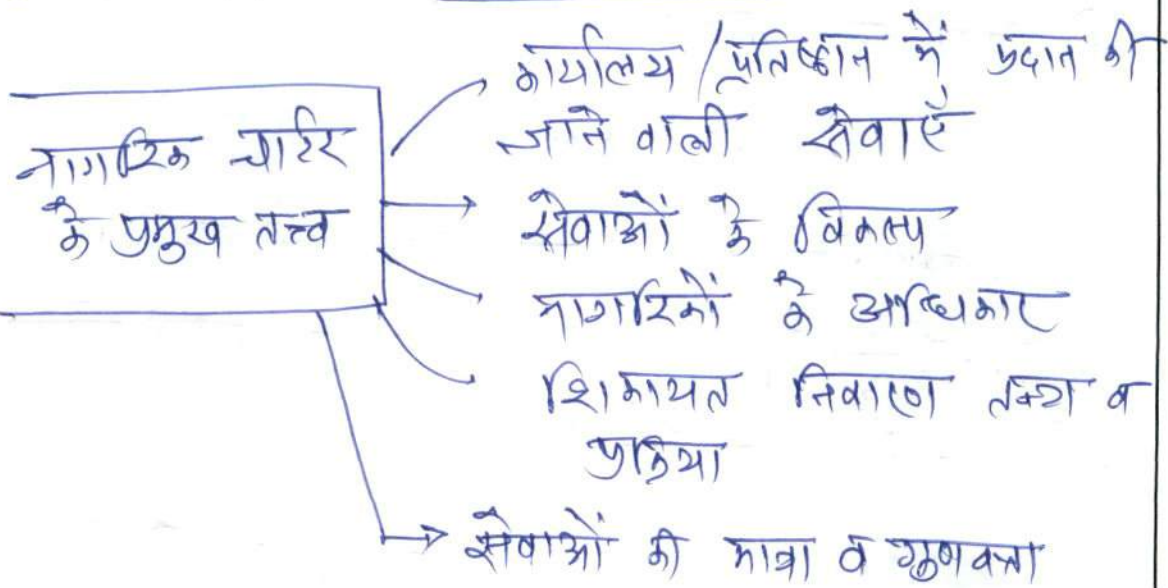 नागरिक चार्टर
के प्रमुख तत्त्व
कार्यालय / प्रतिष्ठान में प्रदान की
जाने वाली सेवाएँ
सेवाओं के विकल्प
नागरिकों के अधिकार
शिकायत निवारण तन्त्र व
प्रक्रिया
सेवाओं की मात्रा व गुणवत्ता